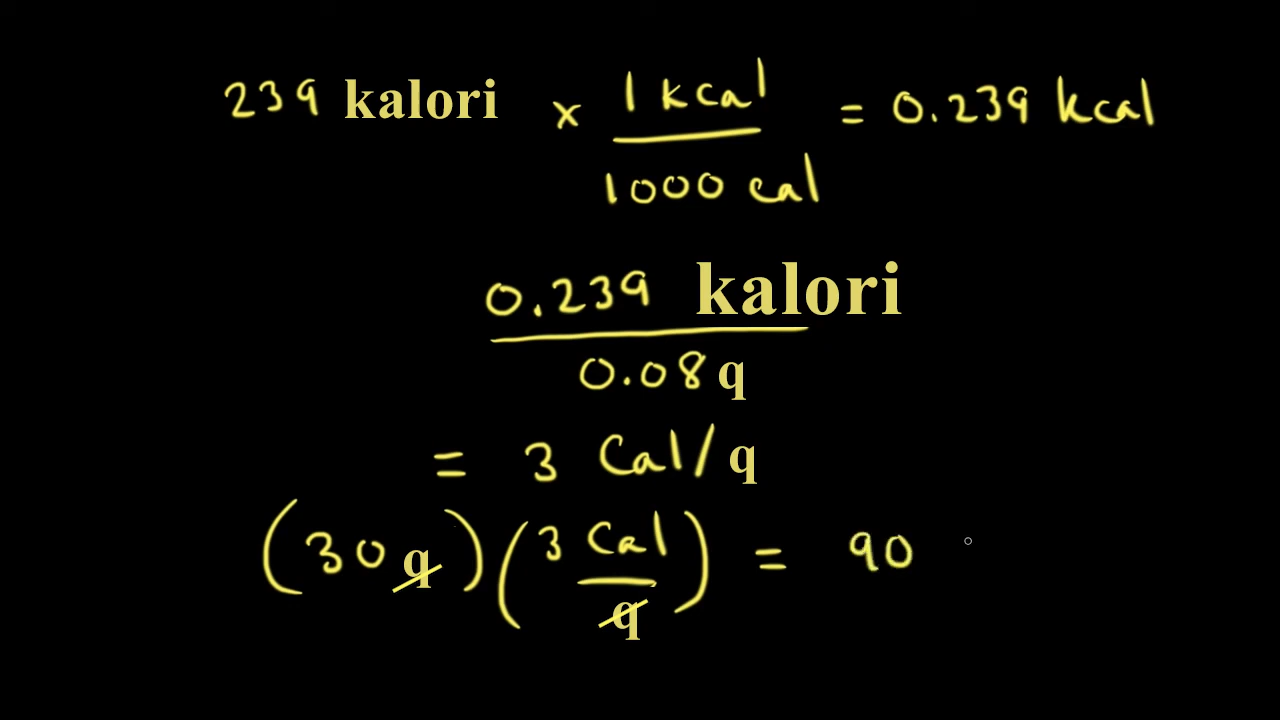 239 kalori x 1 kcal / 1000 cal = 0.239 kcal
0.239 kalori
0.08 q
= 3 Cal/q
(30 q)(3 Cal / q) = 90